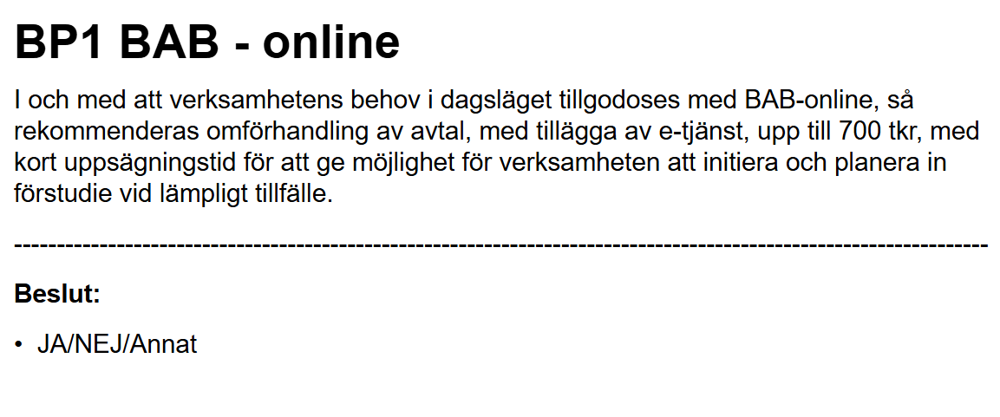 BP1 BAB - online
I och med att verksamhetens behov i dagsläget tillgodoses med BAB-online, så
rekommenderas omförhandling av avtal, med tillägga av e-tjänst, upp till 700 tkr, med
kort uppsägningstid för att ge möjlighet för verksamheten att initiera och planera in
förstudie vid lämpligt tillfälle.
------------------------------------------------------------------------------------------------------------------
Beslut:
• JA/NEJ/Annat